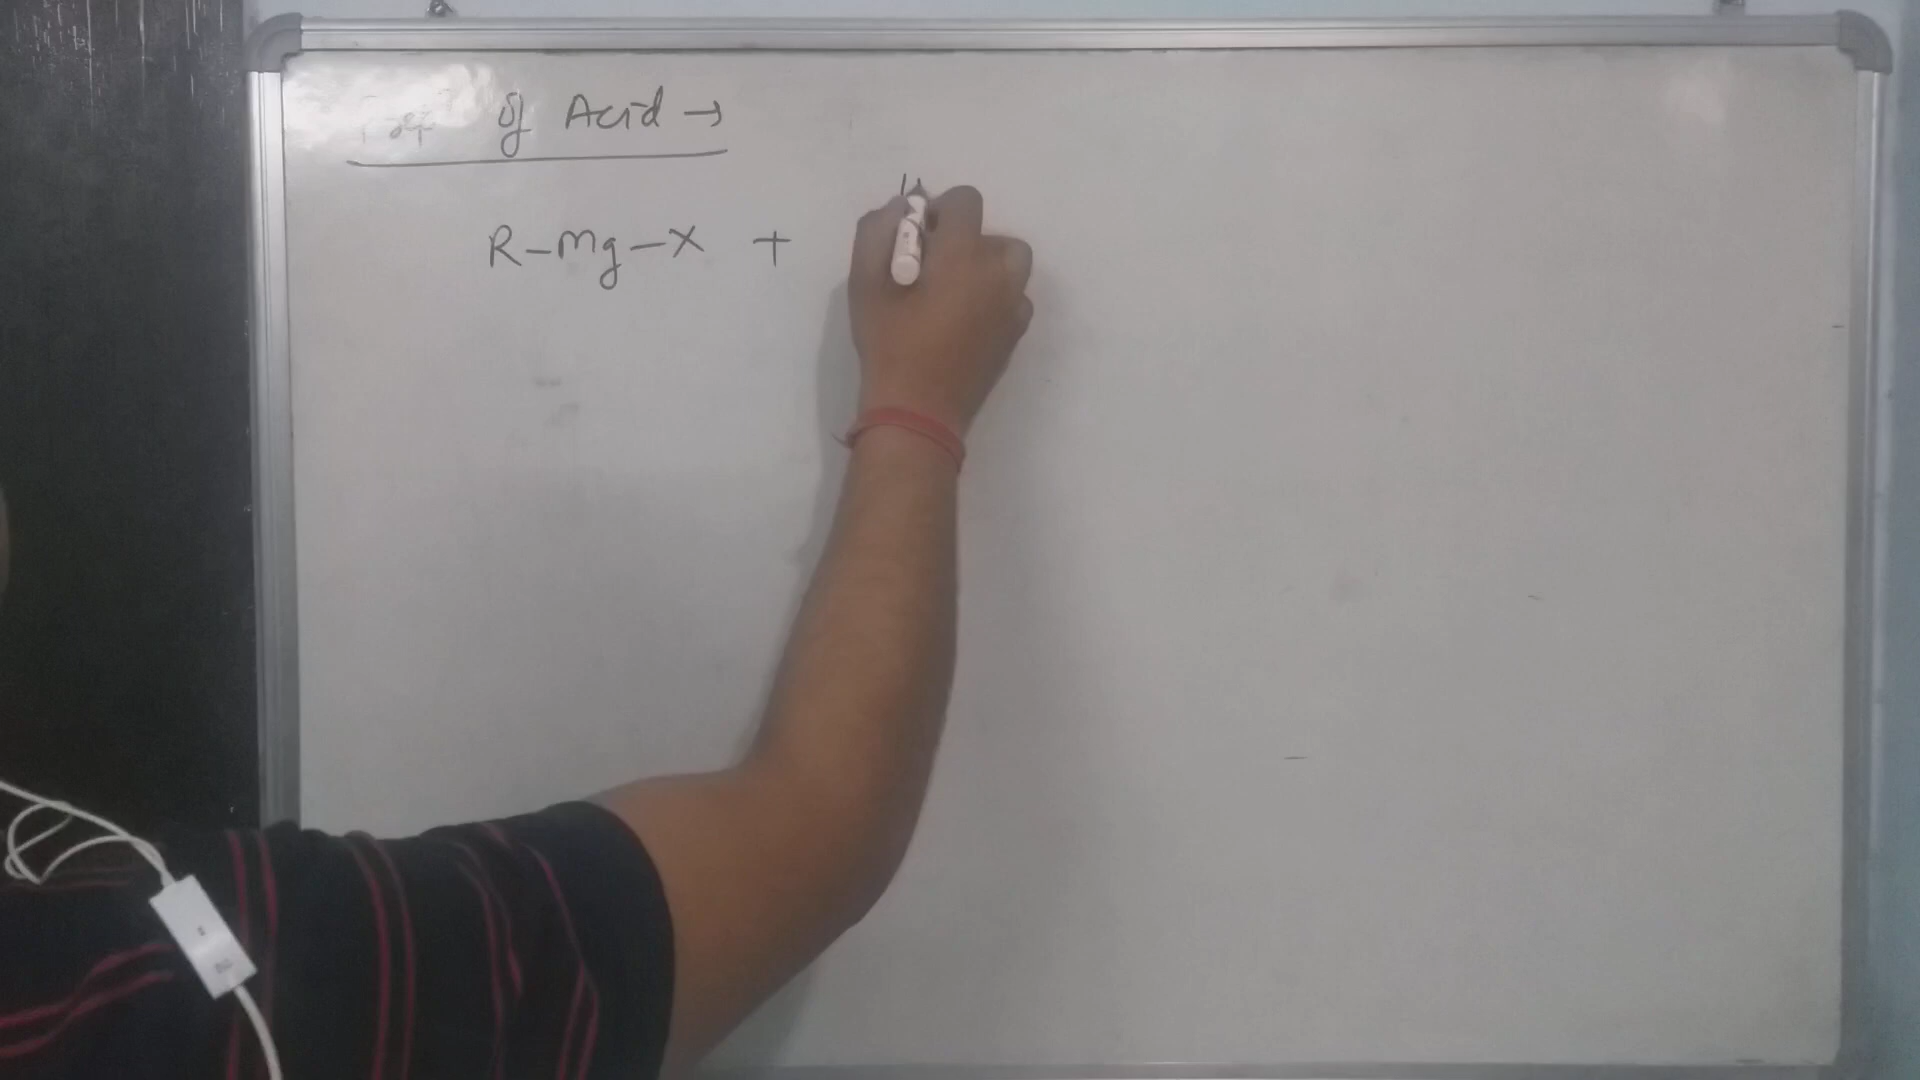 of Acid →
R-Mg-X +